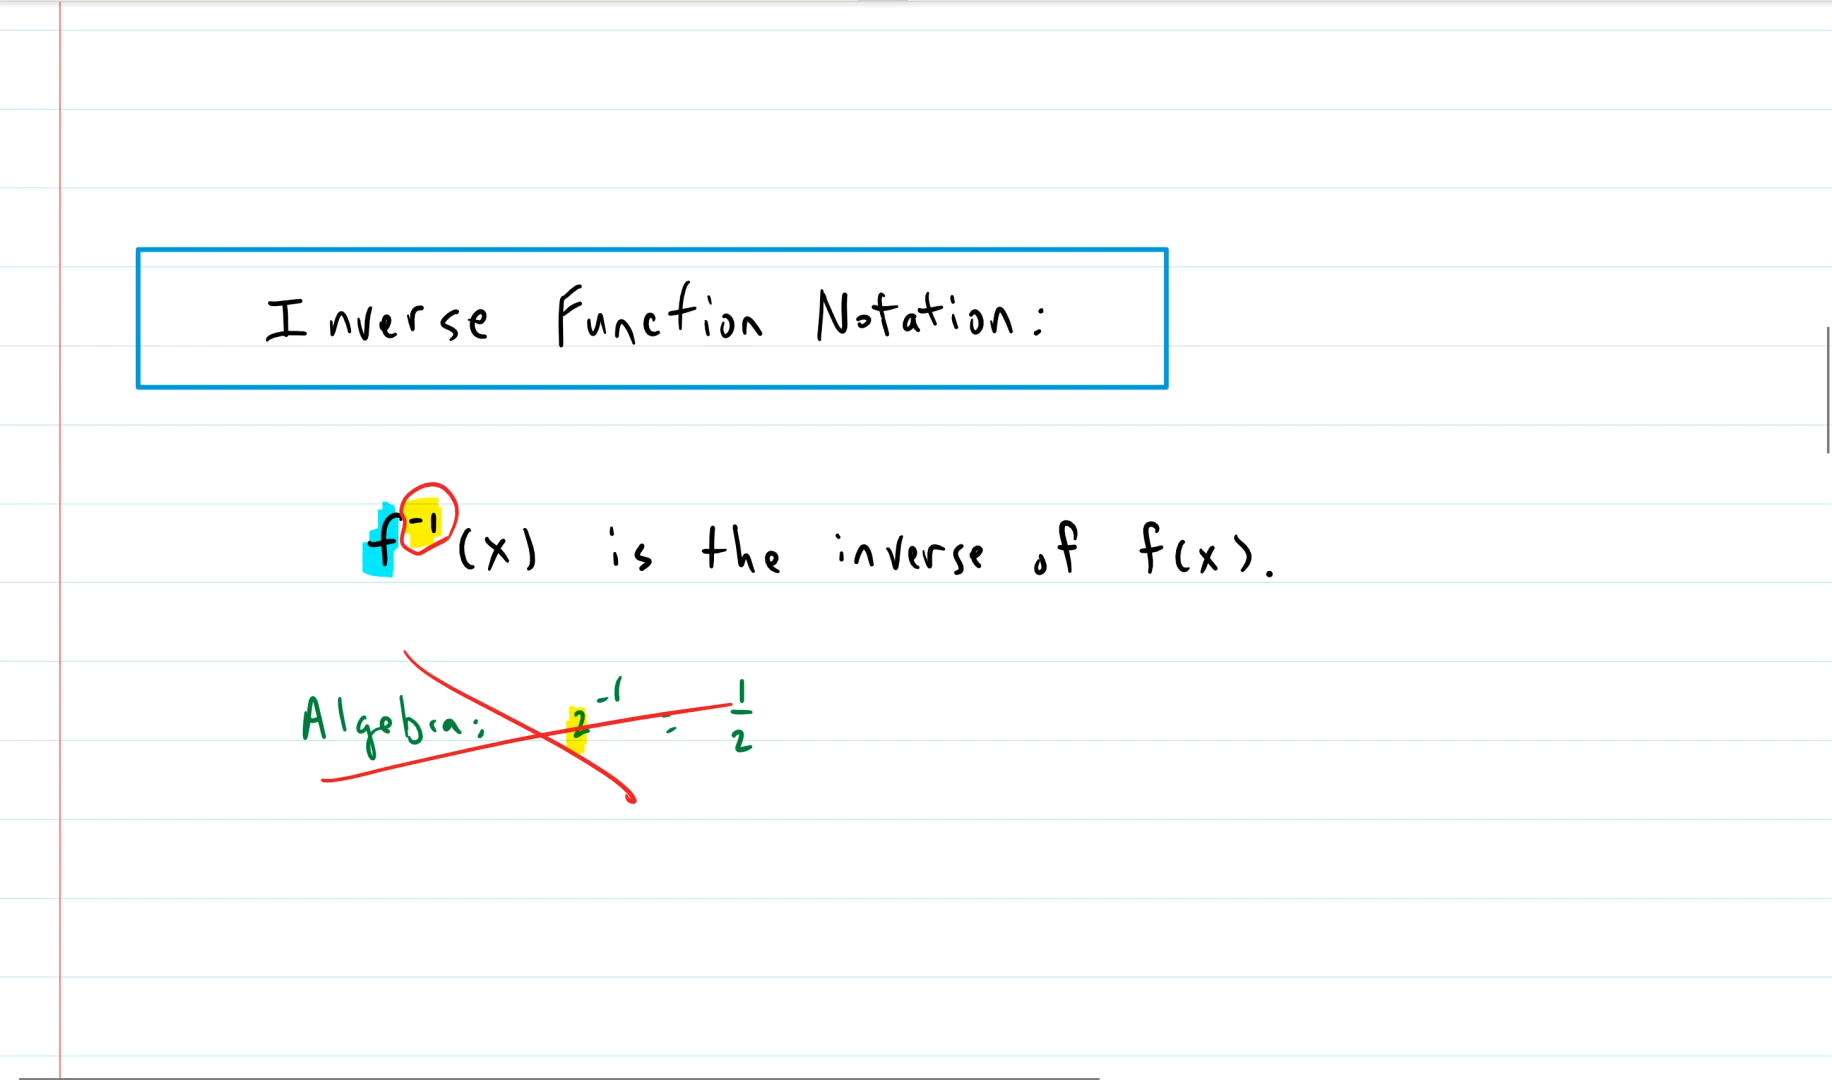 Inverse Function Notation:
f⁻¹(x) is the inverse of f(x).
Algebra: 2⁻¹ = 1/2